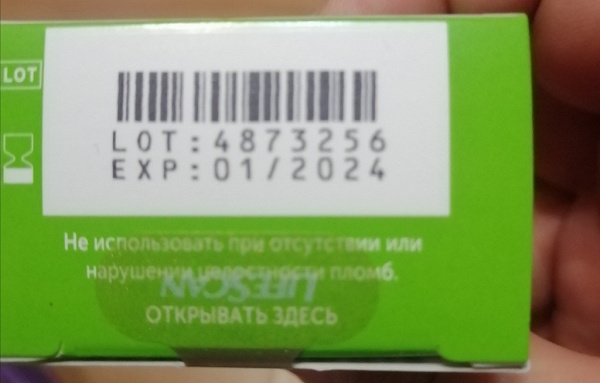 LOT
LOT:4873256
EXP:01/2024
Не использовать при отсутствии или
нарушении целостности пломб.
LIFESCAN
ОТКРЫВАТЬ ЗДЕСЬ